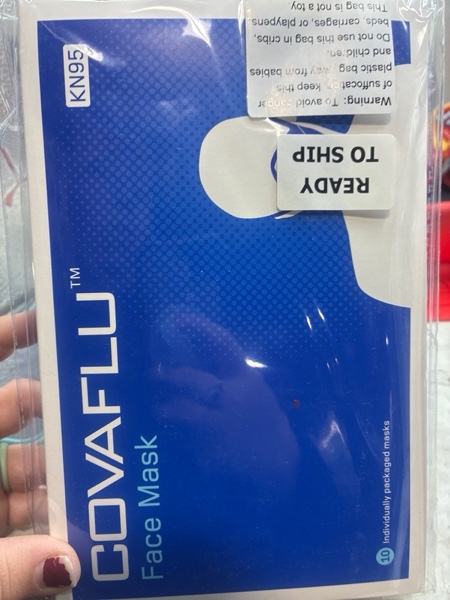 KN95
COVAFLU™
Face Mask
10 Individually packaged masks
Warning: To avoid danger
of suffocation, keep this
plastic bag away from babies
and children.
Do not use this bag in cribs,
beds, carriages, or playpens.
This bag is not a toy.
READY
TO SHIP